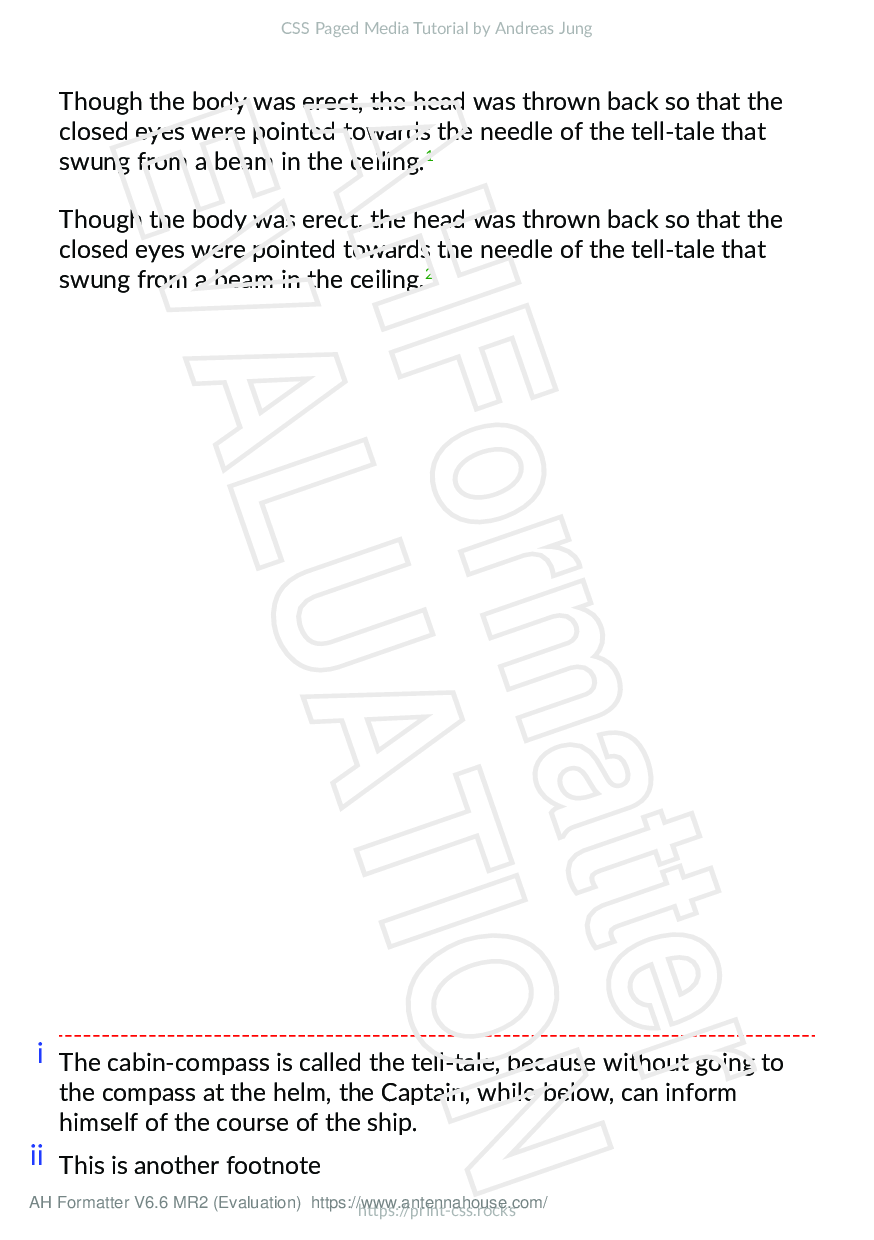 CSS Paged Media Tutorial by Andreas Jung
Though the body was erect, the head was thrown back so that the
closed eyes were pointed towards the needle of the tell-tale that
swung from a beam in the ceiling.1
Though the body was erect, the head was thrown back so that the
closed eyes were pointed towards the needle of the tell-tale that
swung from a beam in the ceiling.2
AHFormatter
EVALUATION
i The cabin-compass is called the tell-tale, because without going to
the compass at the helm, the Captain, while below, can inform
himself of the course of the ship.
ii This is another footnote
AH Formatter V6.6 MR2 (Evaluation) https://www.antennahouse.com/
https://print-css.rocks